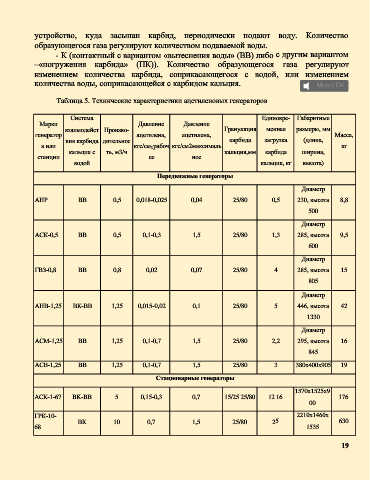 устройство, куда засыпан карбид, периодически подают воду. Количество
образующегося газа регулируют количеством подаваемой воды.
- К (контактный с вариантом «вытеснения воды» (ВВ) либо с другим вариантом
–«погружения карбида» (ПК)). Количество образующегося газа регулируют
изменением количества карбида, соприкасающегося с водой, или изменением
количества воды, соприкасающейся с карбидом кальция.
Таблица 5. Технические характеристики ацетиленовых генераторов
Марка генератора или станции
Система взаимодействия карбида кальция с водой
Производительность, м3/ч
Давление ацетилена, кгс/см2рабочее
Давление ацетилена, кгс/см2максимальное
Грануляция карбида кальция,мм
Единовременная загрузка карбида кальция, кг
Габаритные размеры, мм (длина, ширина, высота)
Масса, кг
Передвижные генераторы
АНР ВВ 0,5 0,018-0,025 0,04 25/80 0,5 Диаметр 230, высота 500 8,8
АСК-0,5 ВВ 0,5 0,1-0,3 1,5 25/80 1,3 Диаметр 285, высота 600 9,5
ГВЗ-0,8 ВВ 0,8 0,02 0,07 25/80 4 Диаметр 285, высота 805 15
АНВ-1,25 ВК-ВВ 1,25 0,015-0,02 0,1 25/80 5 Диаметр 446, высота 1330 42
АСМ-1,25 ВВ 1,25 0,1-0,7 1,5 25/80 2,2 Диаметр 295, высота 845 16
АСВ-1,25 ВВ 1,25 0,1-0,7 1,5 25/80 3 380х400х905 19
Стационарные генераторы
АСК-1-67 ВК-ВВ 5 0,15-0,3 0,7 15/25 25/80 12 16 1570х1525х900 176
ГРК-10-68 ВК 10 0,7 1,5 25/80 25 2210х1460х1535 630
19